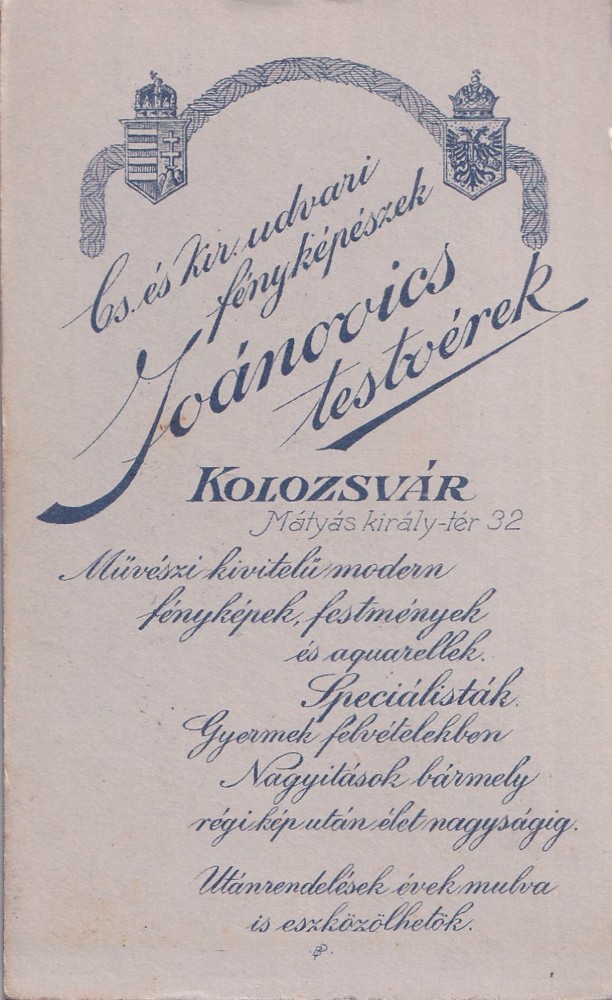 Cs. és Kir. udvari
fényképészek
Joánovics
testvérek
KOLOZSVÁR
Mátyás király-tér 32
Művészi kivitelű modern
fényképek, festmények
és aquarellek.
Speciálisták
Gyermek felvételekben
Nagyitások bármely
régi kép után élet nagyságig.
Utánrendelések évek mulva
is eszközölhetök.